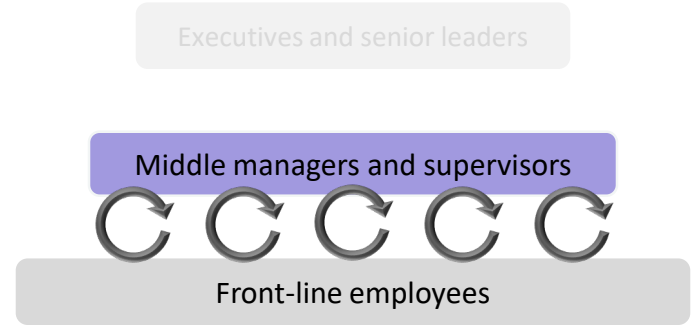 Executives and senior leaders
Middle managers and supervisors
Front-line employees